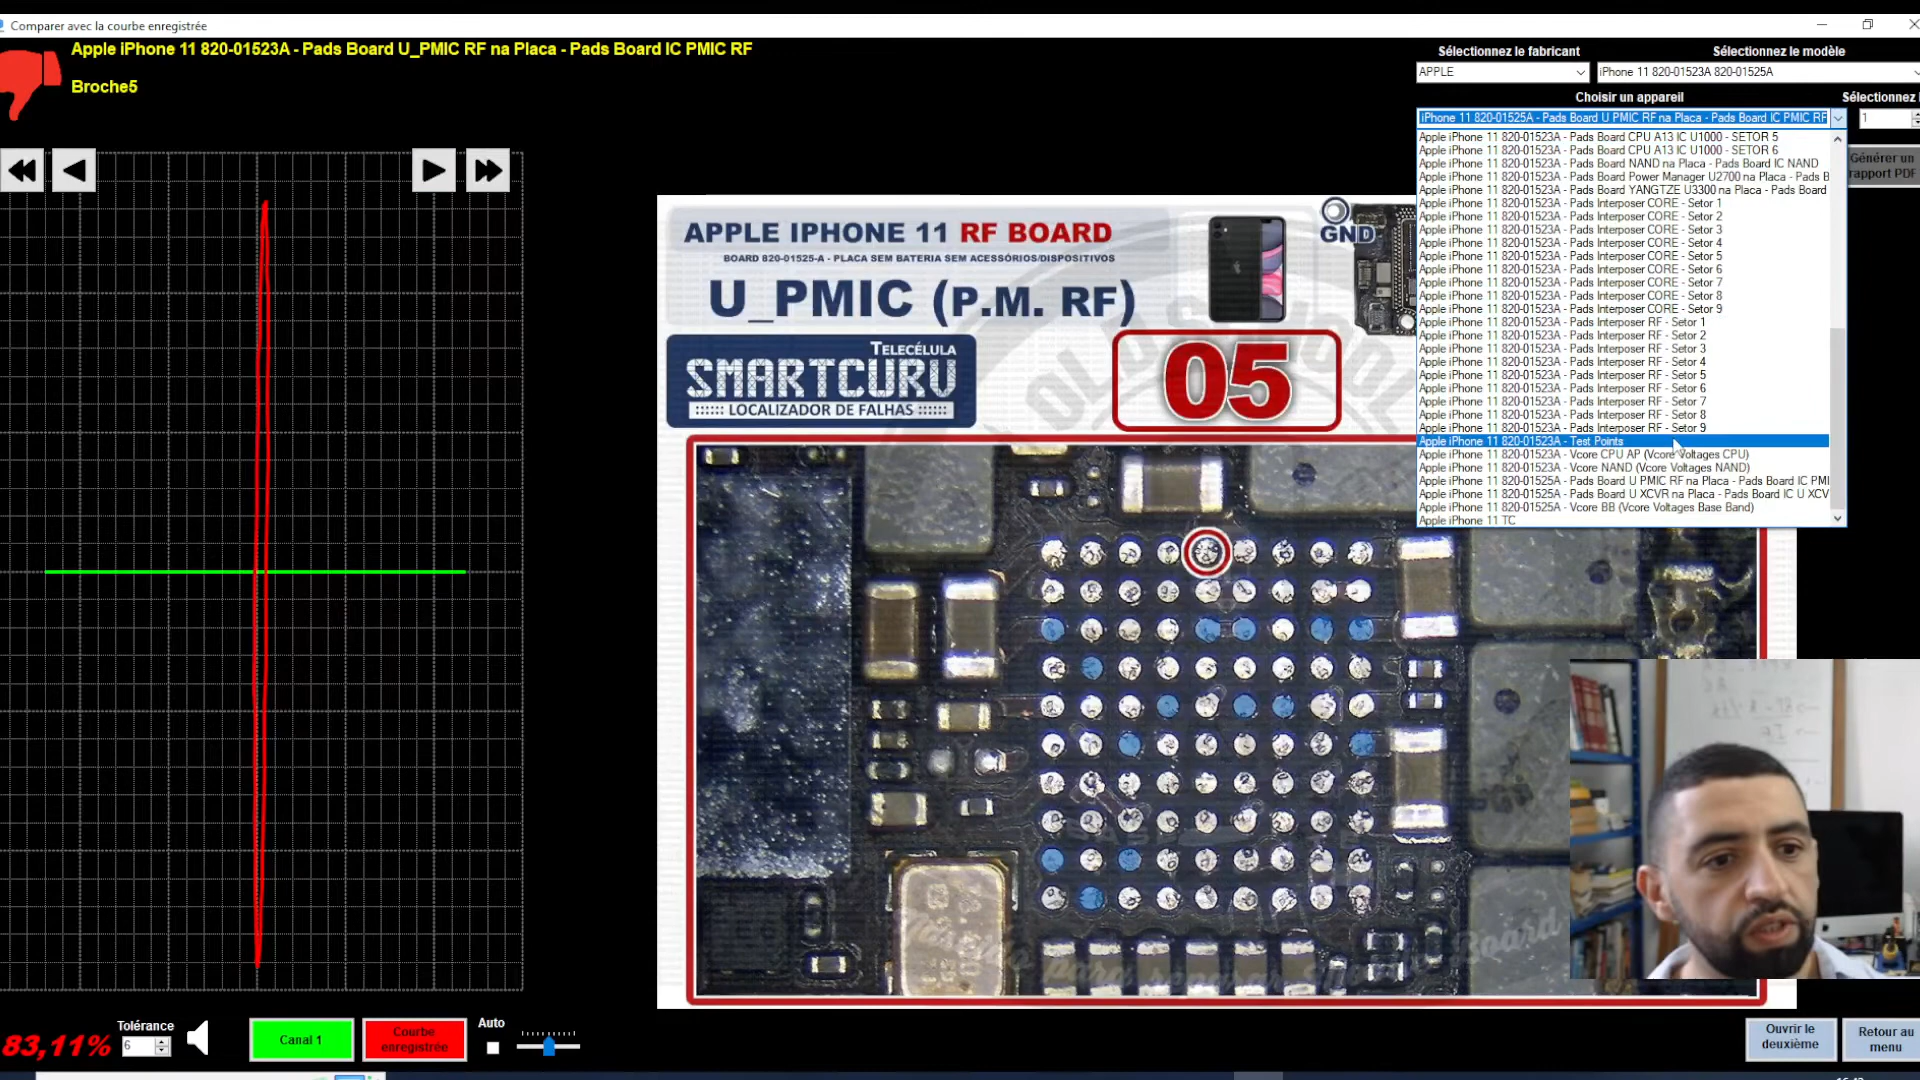 Comparer avec la courbe enregistrée
Apple iPhone 11 820-01523A - Pads Board U_PMIC RF na Placa - Pads Board IC PMIC RF
Broche5
Sélectionnez le fabricant
Sélectionnez le modèle
APPLE
iPhone 11 820-01523A 820-01525A
Choisir un appareil
Sélectionnez l
iPhone 11 820-01525A - Pads Board U PMIC RF na Placa - Pads Board IC PMIC RF
1
Apple iPhone 11 820-01523A - Pads Board CPU A13 IC U1000 - SETOR 5
Apple iPhone 11 820-01523A - Pads Board CPU A13 IC U1000 - SETOR 6
Apple iPhone 11 820-01523A - Pads Board NAND na Placa - Pads Board IC NAND
Apple iPhone 11 820-01523A - Pads Board Power Manager U2700 na Placa - Pads B
Apple iPhone 11 820-01523A - Pads Board YANGTZE U3300 na Placa - Pads Board
Apple iPhone 11 820-01523A - Pads Interposer CORE - Setor 1
Apple iPhone 11 820-01523A - Pads Interposer CORE - Setor 2
Apple iPhone 11 820-01523A - Pads Interposer CORE - Setor 3
Apple iPhone 11 820-01523A - Pads Interposer CORE - Setor 4
Apple iPhone 11 820-01523A - Pads Interposer CORE - Setor 5
Apple iPhone 11 820-01523A - Pads Interposer CORE - Setor 6
Apple iPhone 11 820-01523A - Pads Interposer CORE - Setor 7
Apple iPhone 11 820-01523A - Pads Interposer CORE - Setor 8
Apple iPhone 11 820-01523A - Pads Interposer CORE - Setor 9
Apple iPhone 11 820-01523A - Pads Interposer RF - Setor 1
Apple iPhone 11 820-01523A - Pads Interposer RF - Setor 2
Apple iPhone 11 820-01523A - Pads Interposer RF - Setor 3
Apple iPhone 11 820-01523A - Pads Interposer RF - Setor 4
Apple iPhone 11 820-01523A - Pads Interposer RF - Setor 5
Apple iPhone 11 820-01523A - Pads Interposer RF - Setor 6
Apple iPhone 11 820-01523A - Pads Interposer RF - Setor 7
Apple iPhone 11 820-01523A - Pads Interposer RF - Setor 8
Apple iPhone 11 820-01523A - Pads Interposer RF - Setor 9
Apple iPhone 11 820-01523A - Test Points
Apple iPhone 11 820-01523A - Vcore CPU AP (Vcore Voltages CPU)
Apple iPhone 11 820-01523A - Vcore NAND (Vcore Voltages NAND)
Apple iPhone 11 820-01525A - Pads Board U PMIC RF na Placa - Pads Board IC PMI
Apple iPhone 11 820-01525A - Pads Board U XCVR na Placa - Pads Board IC U XCV
Apple iPhone 11 820-01525A - Vcore BB (Vcore Voltages Base Band)
Apple iPhone 11 TC
Générer un
rapport PDF
APPLE IPHONE 11 RF BOARD
BOARD 820-01525-A - PLACA SEM BATERIA SEM ACESSÓRIOS/DISPOSITIVOS
U_PMIC (P.M. RF)
GND
TELECÉLULA
SMARTCURV
LOCALIZADOR DE FALHAS
05
83,11%
Tolérance
6
Canal 1
Courbe
enregistrée
Auto
Ouvrir le
deuxième
Retour au
menu